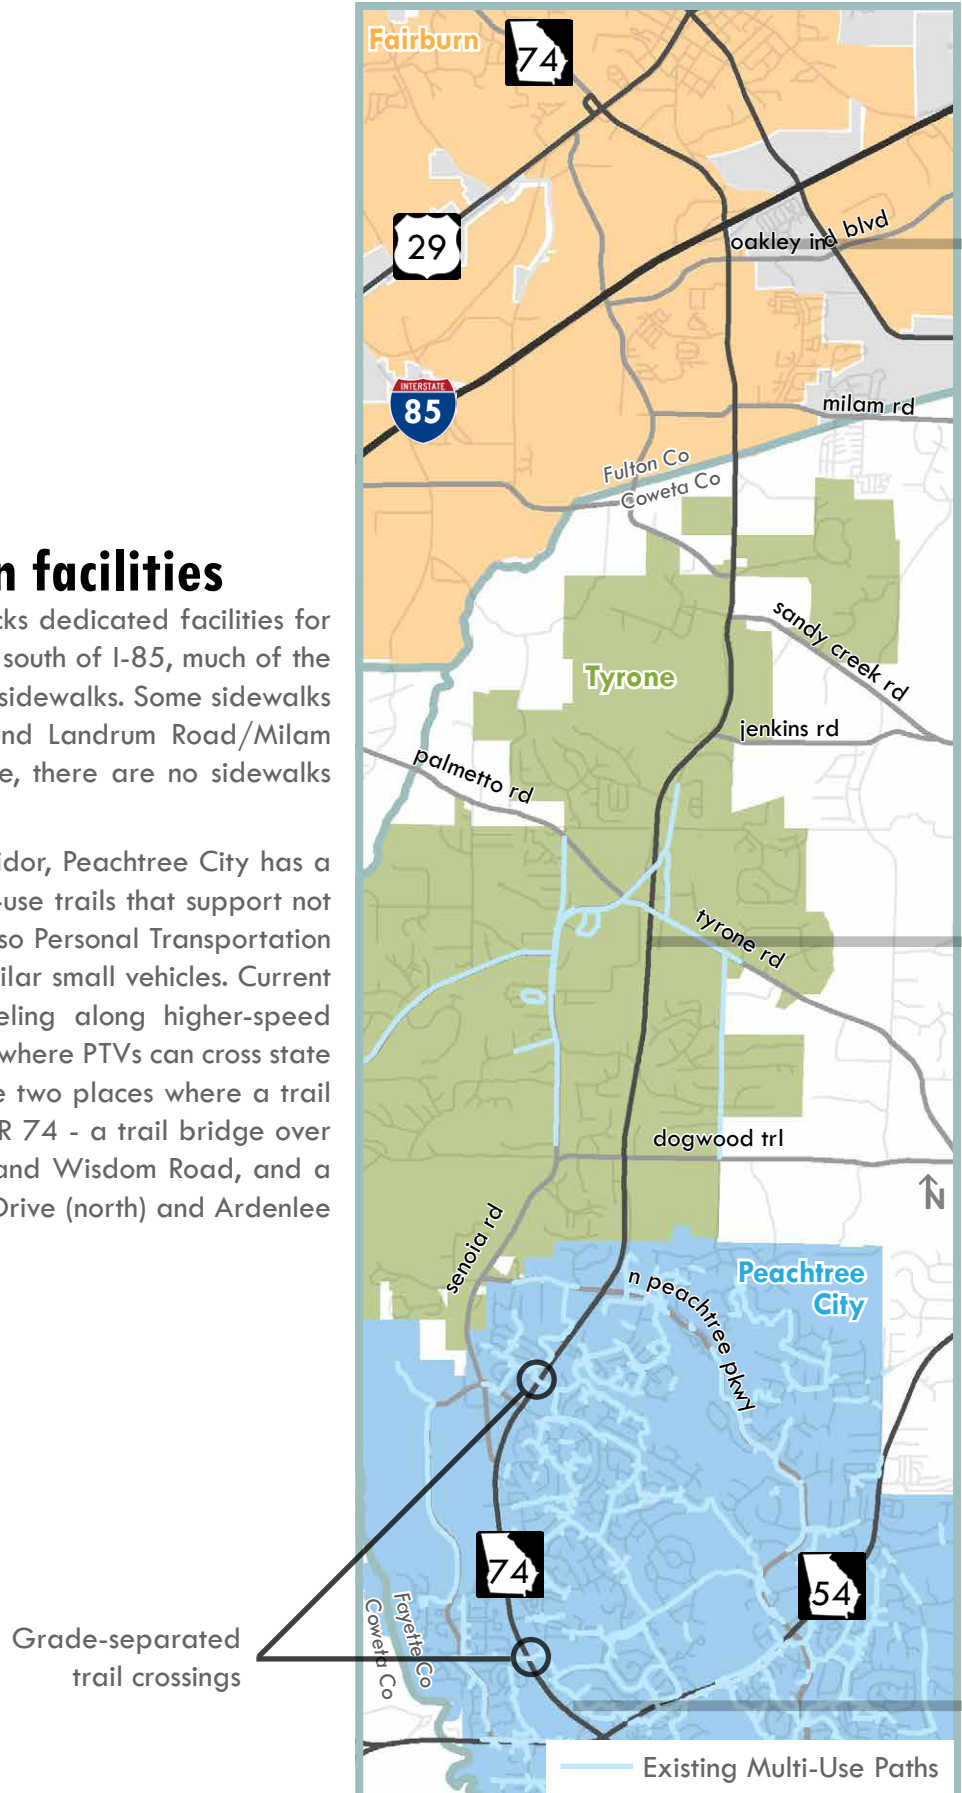 Fairburn
74
29
oakley ind blvd
INTERSTATE
85
milam rd
Fulton Co
Coweta Co
n facilities
cks dedicated facilities for
south of I-85, much of the
sidewalks. Some sidewalks
nd Landrum Road/Milam
e, there are no sidewalks
sandy creek rd
Tyrone
jenkins rd
palmetto rd
idor, Peachtree City has a
-use trails that support not
so Personal Transportation
ilar small vehicles. Current
eling along higher-speed
where PTVs can cross state
e two places where a trail
R 74 - a trail bridge over
and Wisdom Road, and a
Drive (north) and Ardenlee
tyrone rd
dogwood trl
N
senoia rd
n peachtree pkwy
Peachtree
City
74
54
Grade-separated
trail crossings
Fayette Co
Coweta Co
Existing Multi-Use Paths